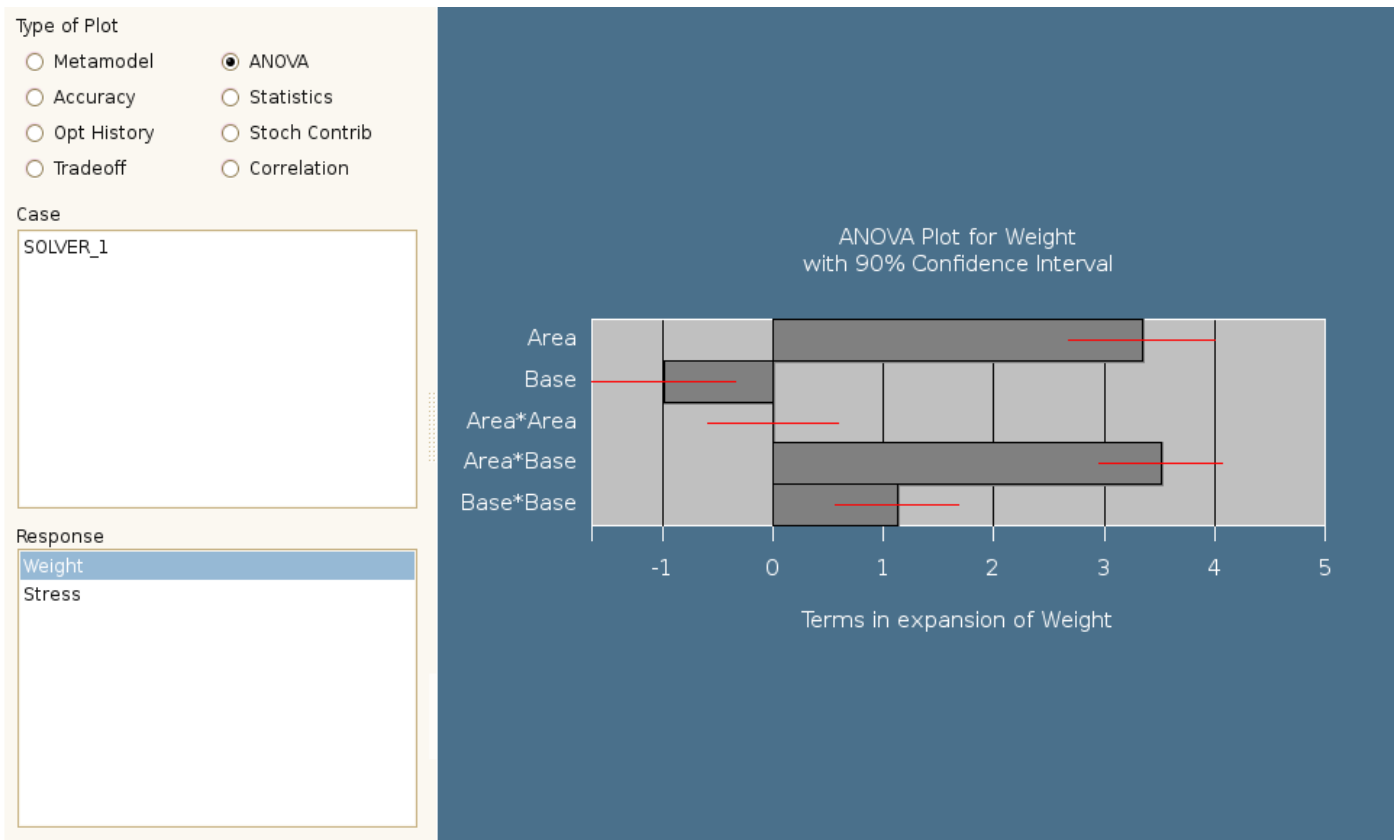 Type of Plot
Metamodel
ANOVA
Accuracy
Statistics
Opt History
Stoch Contrib
Tradeoff
Correlation
Case
SOLVER_1
Response
Weight
Stress
ANOVA Plot for Weight
with 90% Confidence Interval
Area
Base
Area*Area
Area*Base
Base*Base
-1 0 1 2 3 4 5
Terms in expansion of Weight